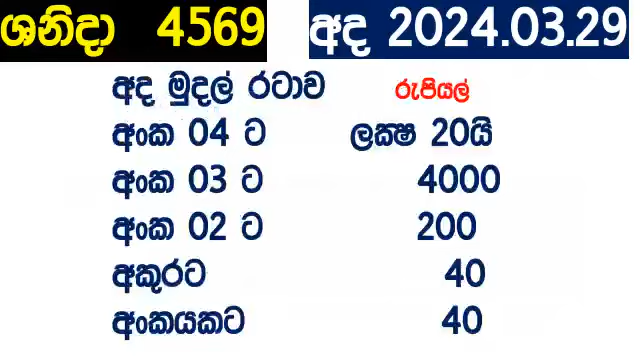 ශනිදා 4569 අද 2024.03.29
අද මුදල් රටාව රුපියල්
අංක 04 ට ලක්ෂ 20යි
අංක 03 ට 4000
අංක 02 ට 200
අකුරට 40
අංකයකට 40